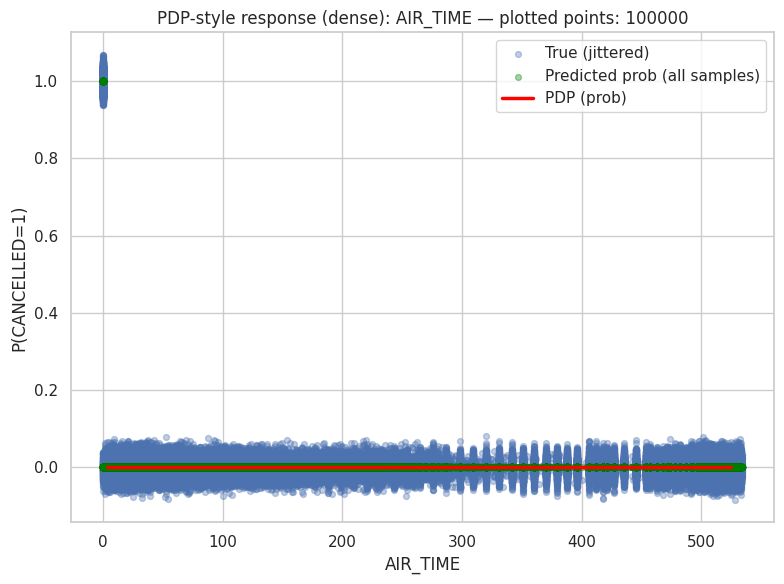 PDP-style response (dense): AIR_TIME — plotted points: 100000
True (jittered)
Predicted prob (all samples)
PDP (prob)
P(CANCELLED=1)
1.0
0.8
0.6
0.4
0.2
0.0
0 100 200 300 400 500
AIR_TIME